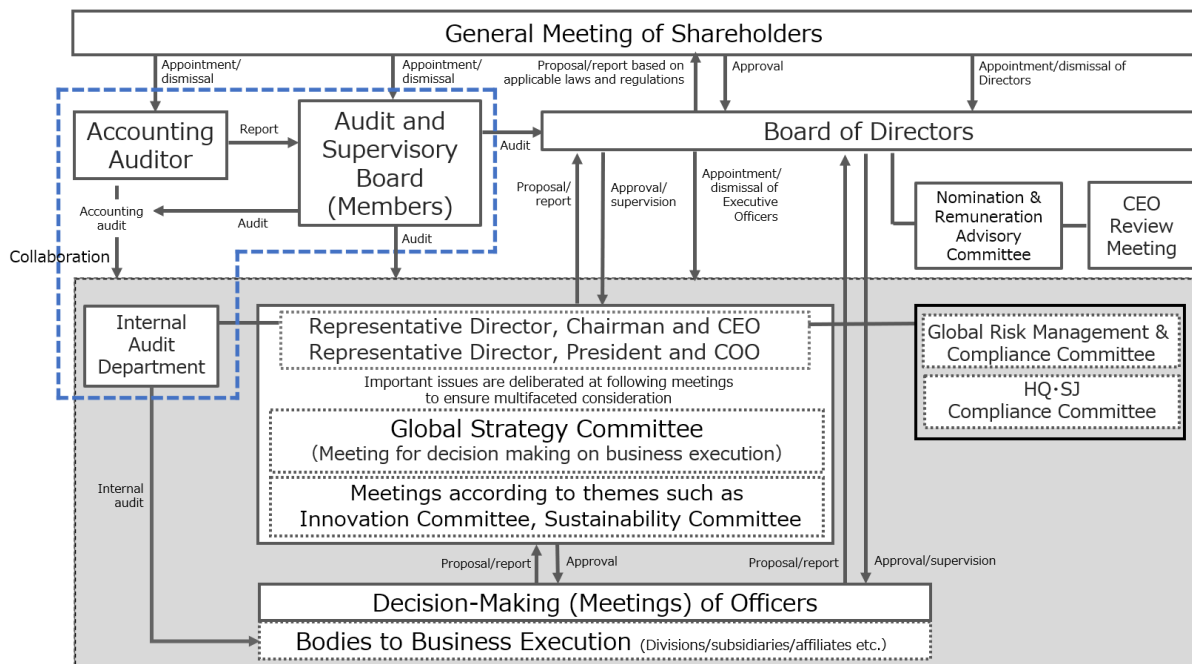 General Meeting of Shareholders
Appointment/
dismissal
Appointment/
dismissal
Proposal/report based on
applicable laws and regulations
Approval
Appointment/dismissal of
Directors
Accounting
Auditor
Report
Audit and
Supervisory
Board
(Members)
Audit
Board of Directors
Accounting
audit
Audit
Audit
Collaboration
Proposal/
report
Approval/
supervision
Appointment/
dismissal of
Executive
Officers
Nomination &
Remuneration
Advisory
Committee
CEO
Review
Meeting
Internal
Audit
Department
Representative Director, Chairman and CEO
Representative Director, President and COO
Important issues are deliberated at following meetings
to ensure multifaceted consideration
Global Strategy Committee
(Meeting for decision making on business execution)
Meetings according to themes such as
Innovation Committee, Sustainability Committee
Global Risk Management &
Compliance Committee
HQ･SJ
Compliance Committee
Internal
audit
Proposal/report
Approval
Proposal/report
Approval/supervision
Decision-Making (Meetings) of Officers
Bodies to Business Execution (Divisions/subsidiaries/affiliates etc.)